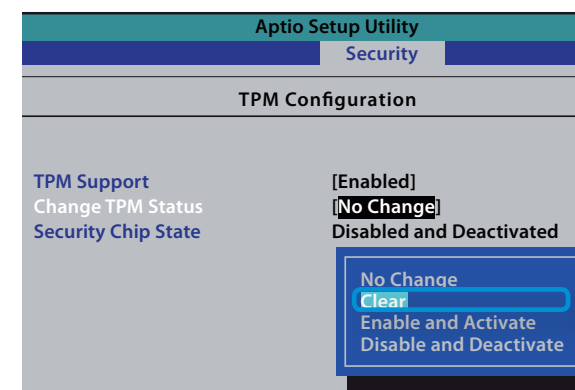 Aptio Setup Utility
Security
TPM Configuration
TPM Support [Enabled]
Change TPM Status [No Change]
Security Chip State Disabled and Deactivated
No Change
Clear
Enable and Activate
Disable and Deactivate